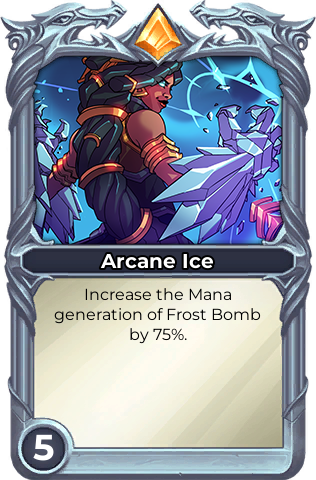 Arcane Ice
Increase the Mana
generation of Frost Bomb
by 75%.
5